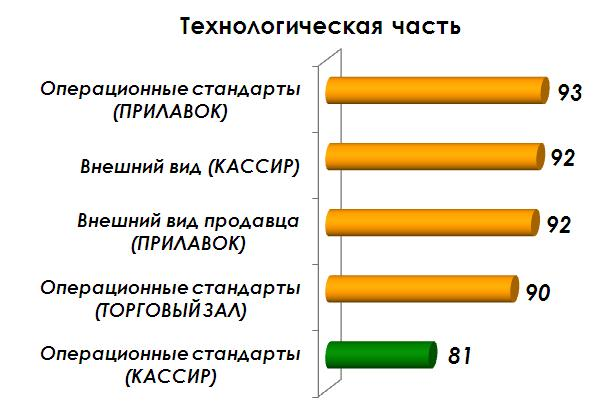 Технологическая часть
Операционные стандарты
(ПРИЛАВОК)
93
Внешний вид (КАССИР)
92
Внешний вид продавца
(ПРИЛАВОК)
92
Операционные стандарты
(ТОРГОВЫЙ ЗАЛ)
90
Операционные стандарты
(КАССИР)
81